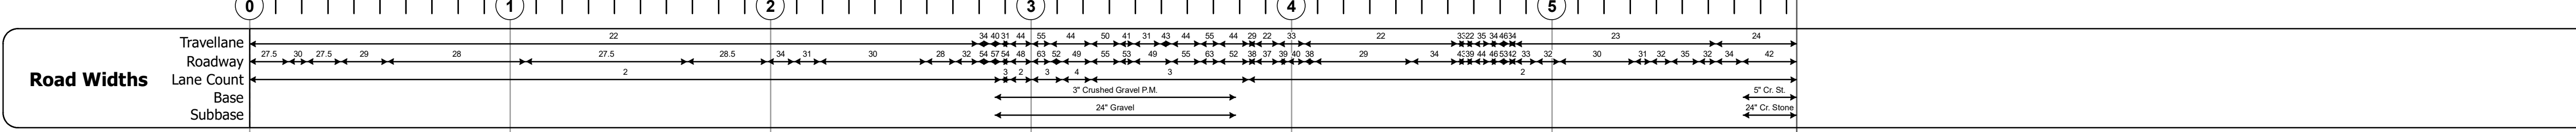 0 1 2 3 4 5
Travellane 22 34 40 31 44 55 44 50 41 31 43 44 55 44 29 22 33 22 33 22 35 34 46 34 23 24
Roadway 27.5 30 27.5 29 28 27.5 28.5 34 31 30 28 32 54 57 54 48 63 52 49 55 53 49 55 63 52 38 37 39 40 38 29 34 42 39 44 46 53 42 33 32 30 31 32 35 32 34 42
Road Widths
Lane Count 2 3 2 3 4 3 2
Base 3" Crushed Gravel P.M. 5" Cr. St.
Subbase 24" Gravel 24" Cr. Stone